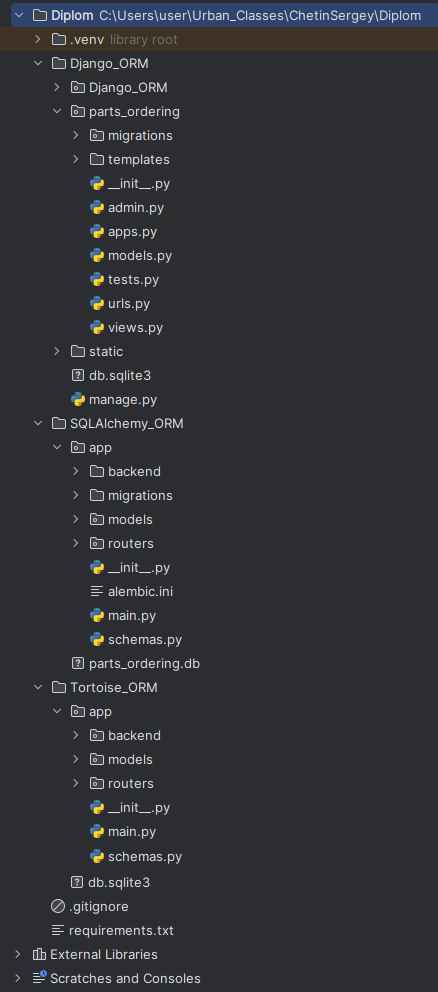 Diplom C:\Users\user\Urban_Classes\ChetinSergey\Diplom
.venv library root
Django_ORM
Django_ORM
parts_ordering
migrations
templates
__init__.py
admin.py
apps.py
models.py
tests.py
urls.py
views.py
static
db.sqlite3
manage.py
SQLAlchemy_ORM
app
backend
migrations
models
routers
__init__.py
alembic.ini
main.py
schemas.py
parts_ordering.db
Tortoise_ORM
app
backend
models
routers
__init__.py
main.py
schemas.py
db.sqlite3
.gitignore
requirements.txt
External Libraries
Scratches and Consoles